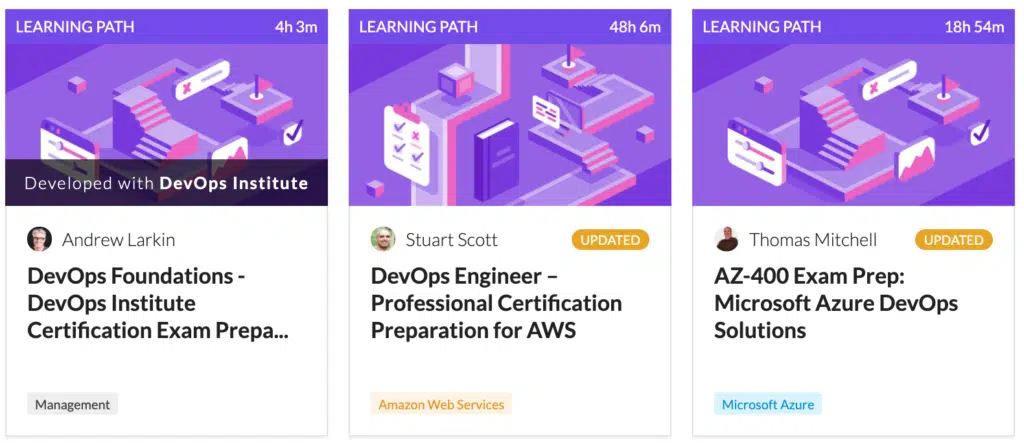 LEARNING PATH 4h 3m
Developed with DevOps Institute
Andrew Larkin
DevOps Foundations -
DevOps Institute
Certification Exam Prepa...
Management
LEARNING PATH 48h 6m
Stuart Scott UPDATED
DevOps Engineer –
Professional Certification
Preparation for AWS
Amazon Web Services
LEARNING PATH 18h 54m
Thomas Mitchell UPDATED
AZ-400 Exam Prep:
Microsoft Azure DevOps
Solutions
Microsoft Azure